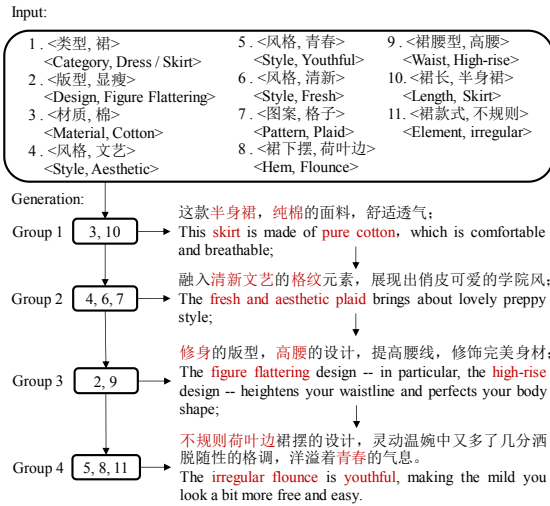 Input:
1 . <类型, 裙>
<Category, Dress / Skirt>
2 . <版型, 显瘦>
<Design, Figure Flattering>
3 . <材质, 棉>
<Material, Cotton>
4 . <风格, 文艺>
<Style, Aesthetic>
5 . <风格, 青春>
<Style, Youthful>
6 . <风格, 清新>
<Style, Fresh>
7 . <图案, 格子>
<Pattern, Plaid>
8 . <裙下摆, 荷叶边>
<Hem, Flounce>
9 . <裙腰型, 高腰>
<Waist, High-rise>
10. <裙长, 半身裙>
<Length, Skirt>
11. <裙款式, 不规则>
<Element, irregular>
Generation:
Group 1
3, 10
这款半身裙，纯棉的面料，舒适透气；
This skirt is made of pure cotton, which is comfortable
and breathable;
Group 2
4, 6, 7
融入清新文艺的格纹元素，展现出俏皮可爱的学院风；
The fresh and aesthetic plaid brings about lovely preppy
style;
Group 3
2, 9
修身的版型，高腰的设计，提高腰线，修饰完美身材；
The figure flattering design -- in particular, the high-rise
design -- heightens your waistline and perfects your body
shape;
Group 4
5, 8, 11
不规则荷叶边裙摆的设计，灵动温婉中又多了几分洒
脱随性的格调，洋溢着青春的气息。
The irregular flounce is youthful, making the mild you
look a bit more free and easy.